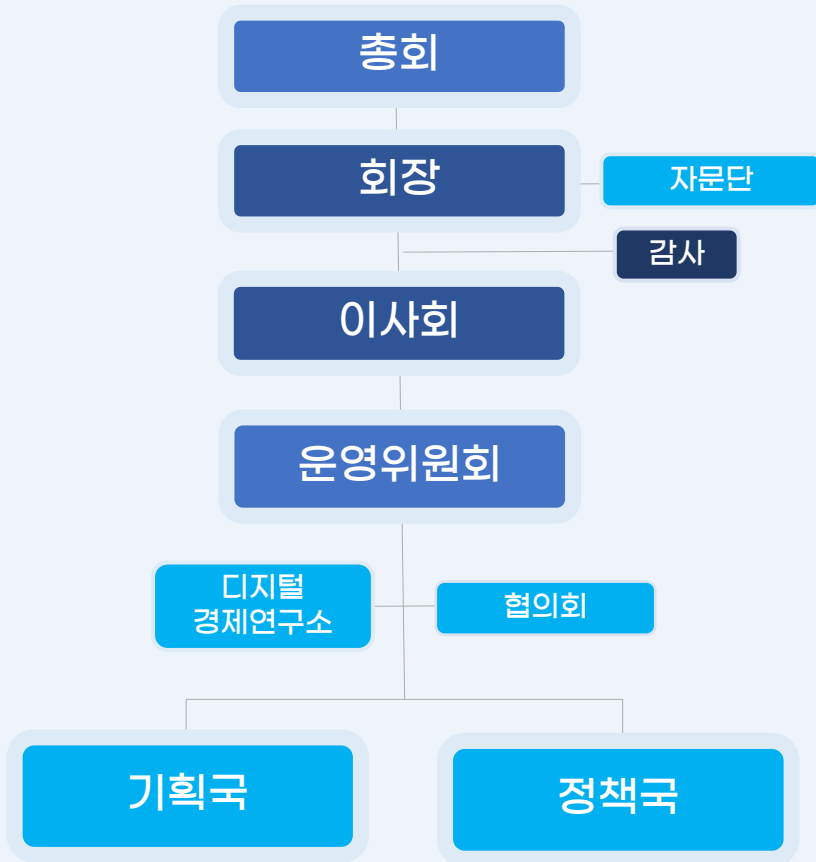 총회
회장
자문단
감사
이사회
운영위원회
디지털
경제연구소
협의회
기획국
정책국